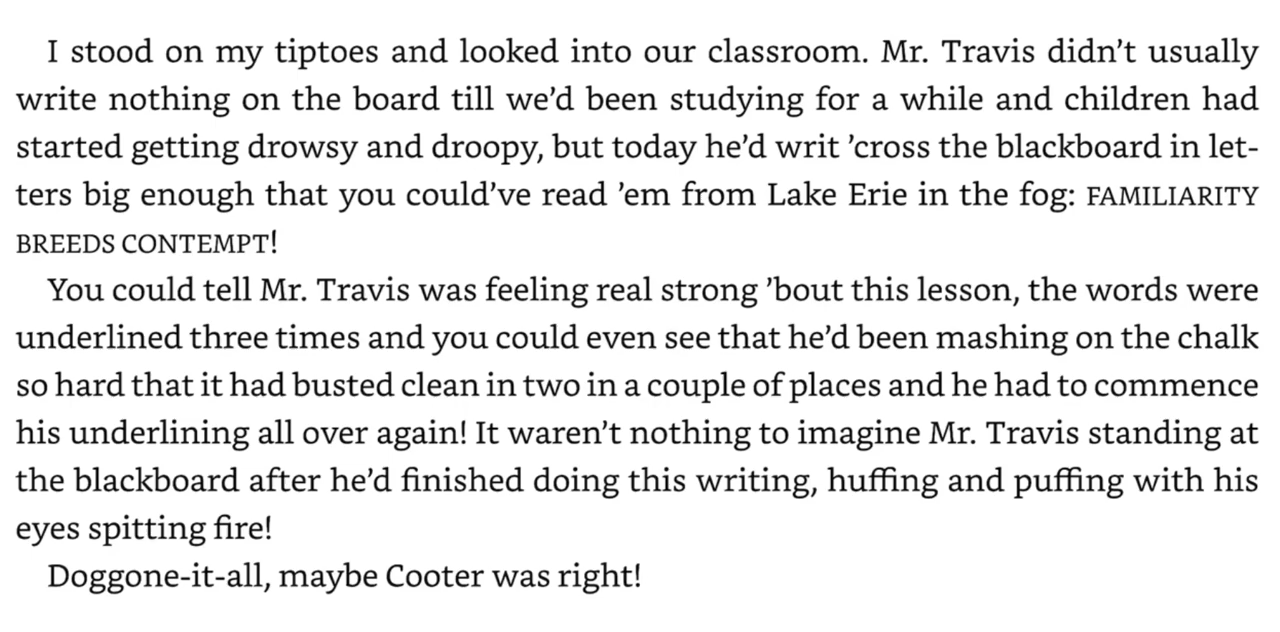 I stood on my tiptoes and looked into our classroom. Mr. Travis didn’t usually
write nothing on the board till we’d been studying for a while and children had
started getting drowsy and droopy, but today he’d writ ’cross the blackboard in let-
ters big enough that you could’ve read ’em from Lake Erie in the fog: FAMILIARITY
BREEDS CONTEMPT!
You could tell Mr. Travis was feeling real strong ’bout this lesson, the words were
underlined three times and you could even see that he’d been mashing on the chalk
so hard that it had busted clean in two in a couple of places and he had to commence
his underlining all over again! It waren’t nothing to imagine Mr. Travis standing at
the blackboard after he’d finished doing this writing, huffing and puffing with his
eyes spitting fire!
Doggone-it-all, maybe Cooter was right!